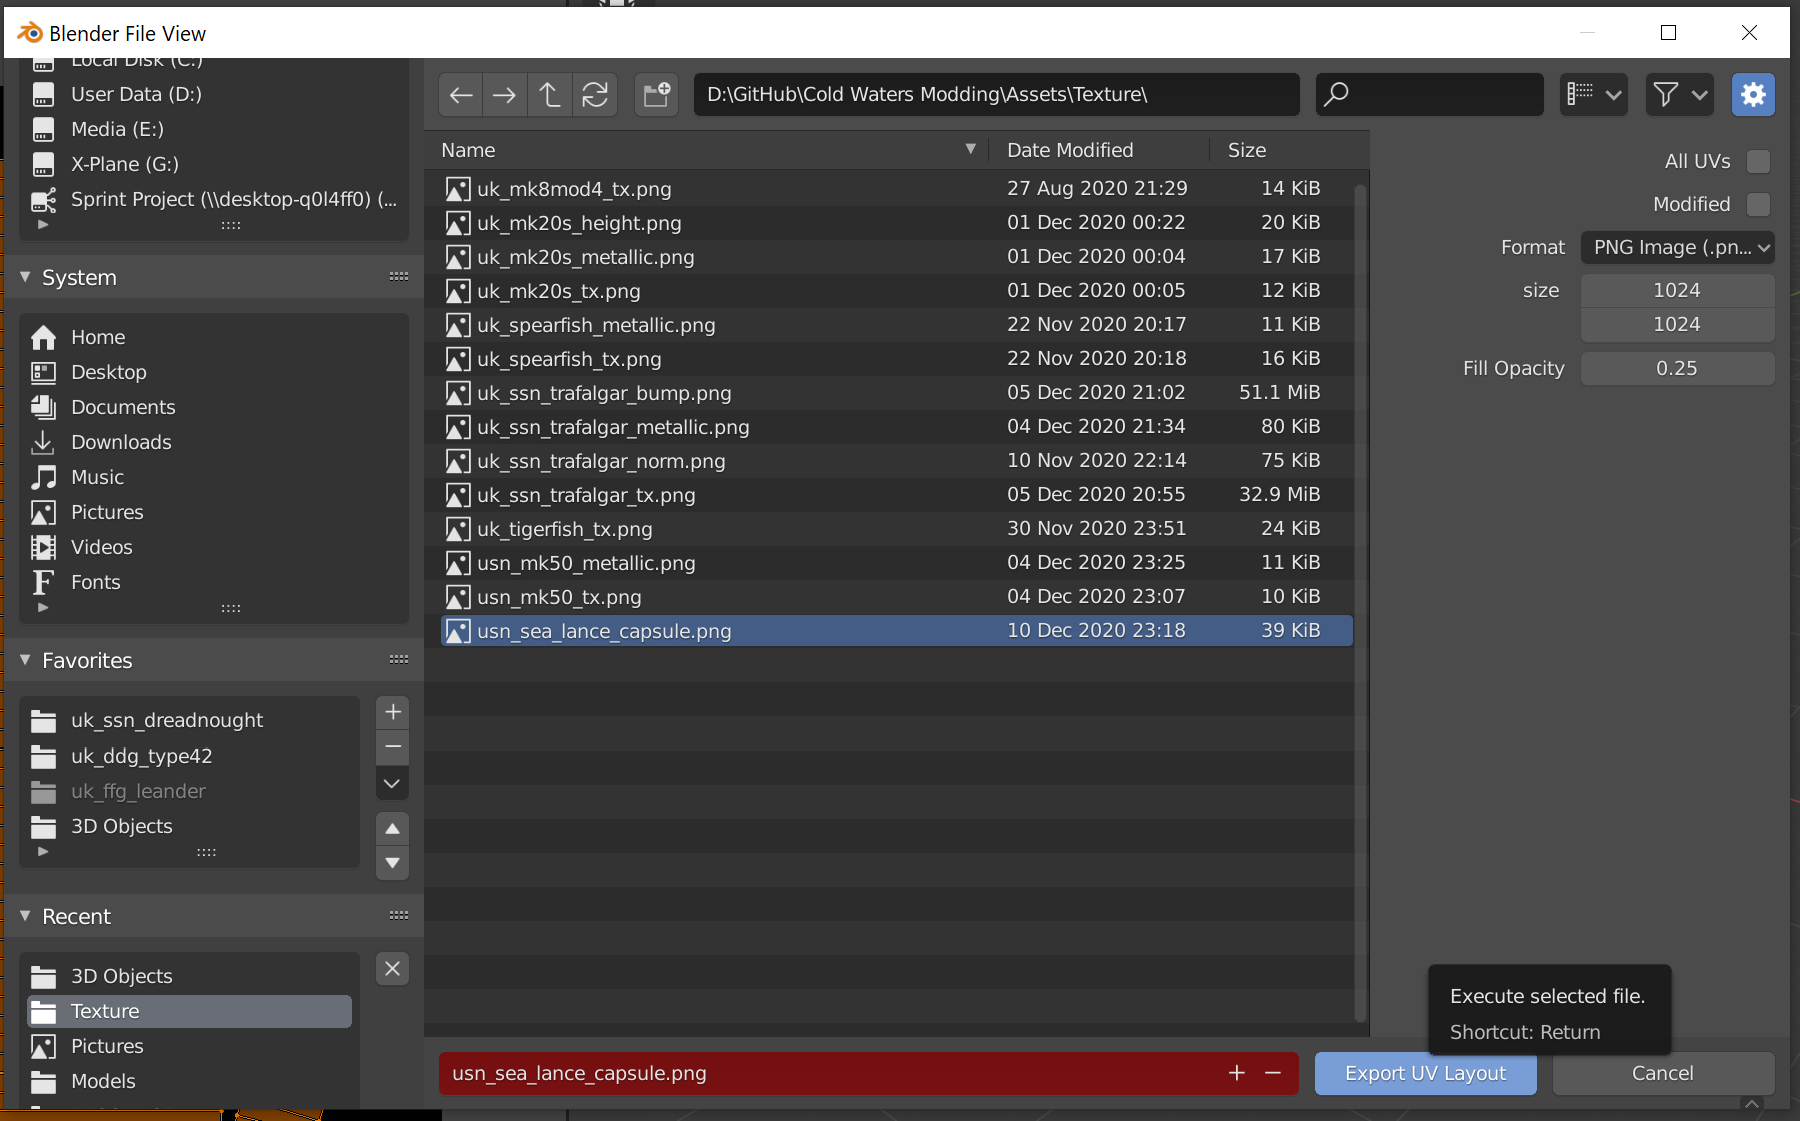 Blender File View
Local Disk (C:)
User Data (D:)
Media (E:)
X-Plane (G:)
Sprint Project (\\desktop-q0l4ff0) (...
System
Home
Desktop
Documents
Downloads
Music
Pictures
Videos
Fonts
Favorites
uk_ssn_dreadnought
uk_ddg_type42
uk_ffg_leander
3D Objects
Recent
3D Objects
Texture
Pictures
Models
D:\GitHub\Cold Waters Modding\Assets\Texture\
Name Date Modified Size
uk_mk8mod4_tx.png 27 Aug 2020 21:29 14 KiB
uk_mk20s_height.png 01 Dec 2020 00:22 20 KiB
uk_mk20s_metallic.png 01 Dec 2020 00:04 17 KiB
uk_mk20s_tx.png 01 Dec 2020 00:05 12 KiB
uk_spearfish_metallic.png 22 Nov 2020 20:17 11 KiB
uk_spearfish_tx.png 22 Nov 2020 20:18 16 KiB
uk_ssn_trafalgar_bump.png 05 Dec 2020 21:02 51.1 MiB
uk_ssn_trafalgar_metallic.png 04 Dec 2020 21:34 80 KiB
uk_ssn_trafalgar_norm.png 10 Nov 2020 22:14 75 KiB
uk_ssn_trafalgar_tx.png 05 Dec 2020 20:55 32.9 MiB
uk_tigerfish_tx.png 30 Nov 2020 23:51 24 KiB
usn_mk50_metallic.png 04 Dec 2020 23:25 11 KiB
usn_mk50_tx.png 04 Dec 2020 23:07 10 KiB
usn_sea_lance_capsule.png 10 Dec 2020 23:18 39 KiB
All UVs
Modified
Format PNG Image (.pn...
size 1024
1024
Fill Opacity 0.25
Execute selected file.
Shortcut: Return
usn_sea_lance_capsule.png
Export UV Layout
Cancel